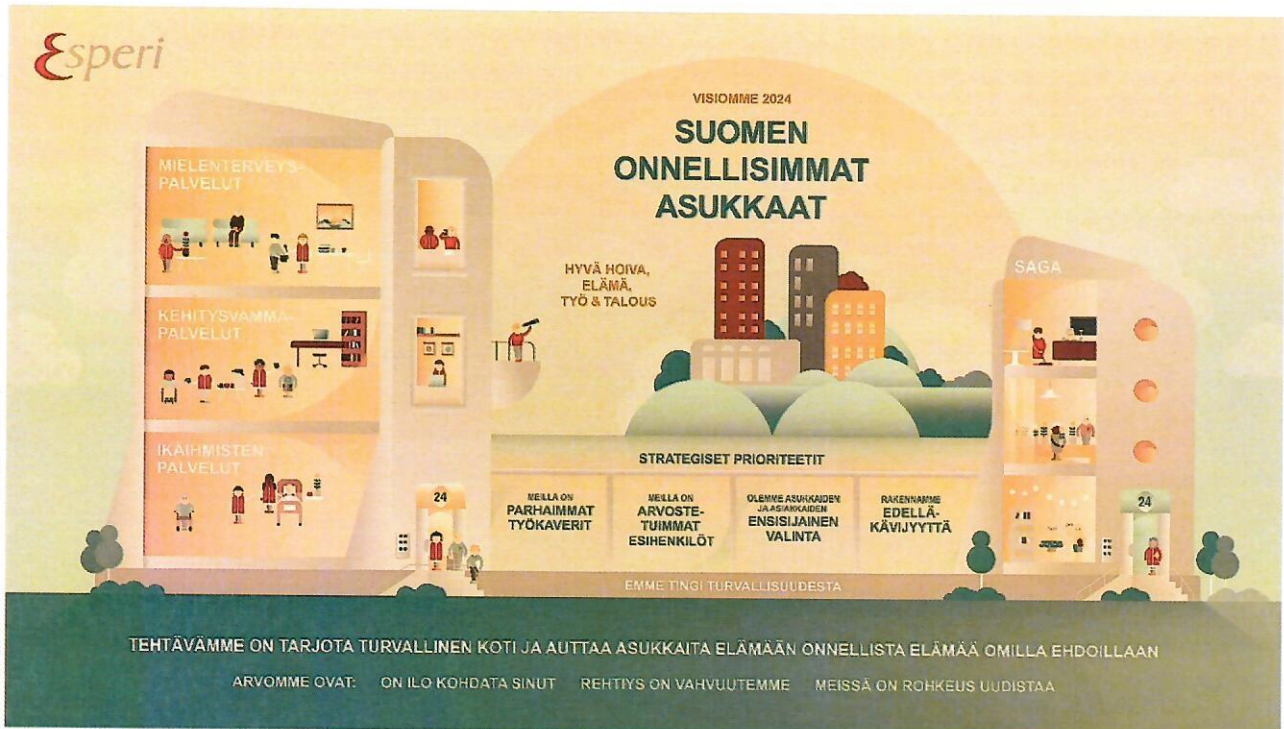 Esperi
VISIOMME 2024
SUOMEN
ONNELLISIMMAT
ASUKKAAT
HYVÄ HOIVA,
ELÄMÄ,
TYÖ & TALOUS
MIELENTERVEYS-
PALVELUT
KEHITYSVAMMA-
PALVELUT
IKÄIHMISTEN
PALVELUT
24
SAGA
24
STRATEGISET PRIORITEETIT
MEILLÄ ON
PARHAIMMAT
TYÖKAVERIT
MEILLÄ ON
ARVOSTE-
TUIMMAT
ESIHENKILÖT
OLEMME ASUKKAIDEN
JA ASIAKKAIDEN
ENSISIJAINEN
VALINTA
RAKENNAMME
EDELLÄ-
KÄVIJYYTTÄ
EMME TINGI TURVALLISUUDESTA
TEHTÄVÄMME ON TARJOTA TURVALLINEN KOTI JA AUTTAA ASUKKAITA ELÄMÄÄN ONNELLISTA ELÄMÄÄ OMILLA EHDOILLAAN
ARVOMME OVAT: ON ILO KOHDATA SINUT REHTIYS ON VAHVUUTEMME MEISSÄ ON ROHKEUS UUDISTAA